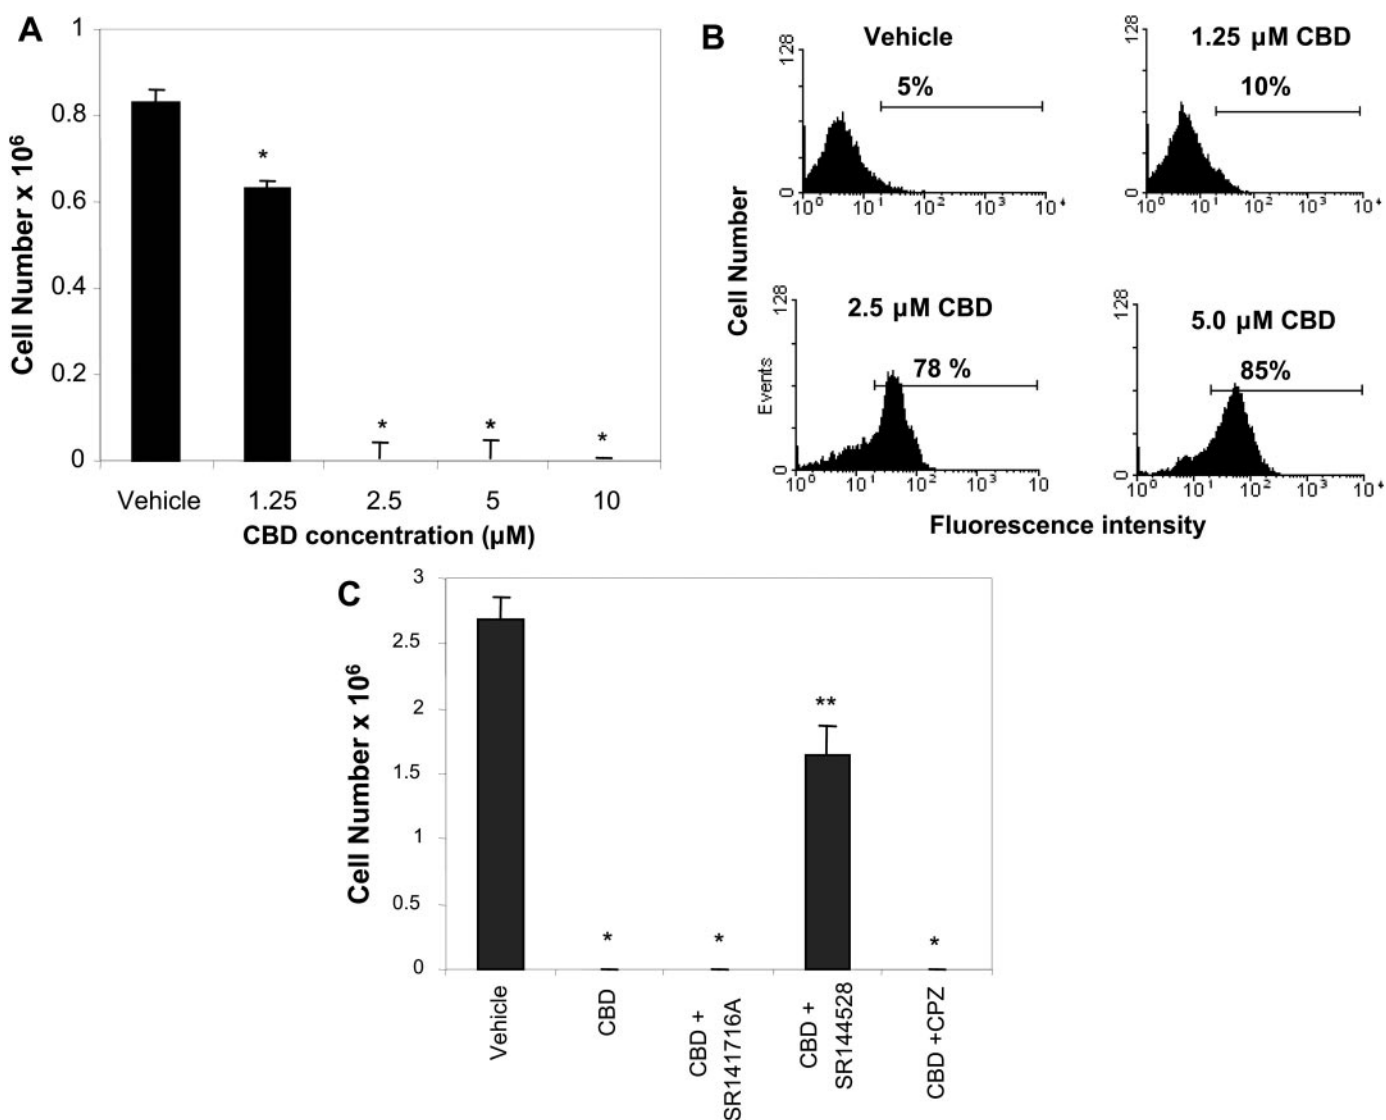 A
1
0.8
0.6
0.4
0.2
0
Cell Number x 10⁶
*
*
*
*
Vehicle 1.25 2.5 5 10
CBD concentration (µM)
B
Vehicle
128
0
5%
10⁰ 10¹ 10² 10³ 10⁴
1.25 µM CBD
128
0
10%
10⁰ 10¹ 10² 10³ 10⁴
Cell Number
2.5 µM CBD
128
Events
0
78 %
10⁰ 10¹ 10² 10³ 10
5.0 µM CBD
128
0
85%
10⁰ 10¹ 10² 10³ 10⁴
Fluorescence intensity
C
3
2.5
2
1.5
1
0.5
0
Cell Number x 10⁶
*
*
**
*
Vehicle
CBD
CBD +
SR141716A
CBD +
SR144528
CBD +CPZ